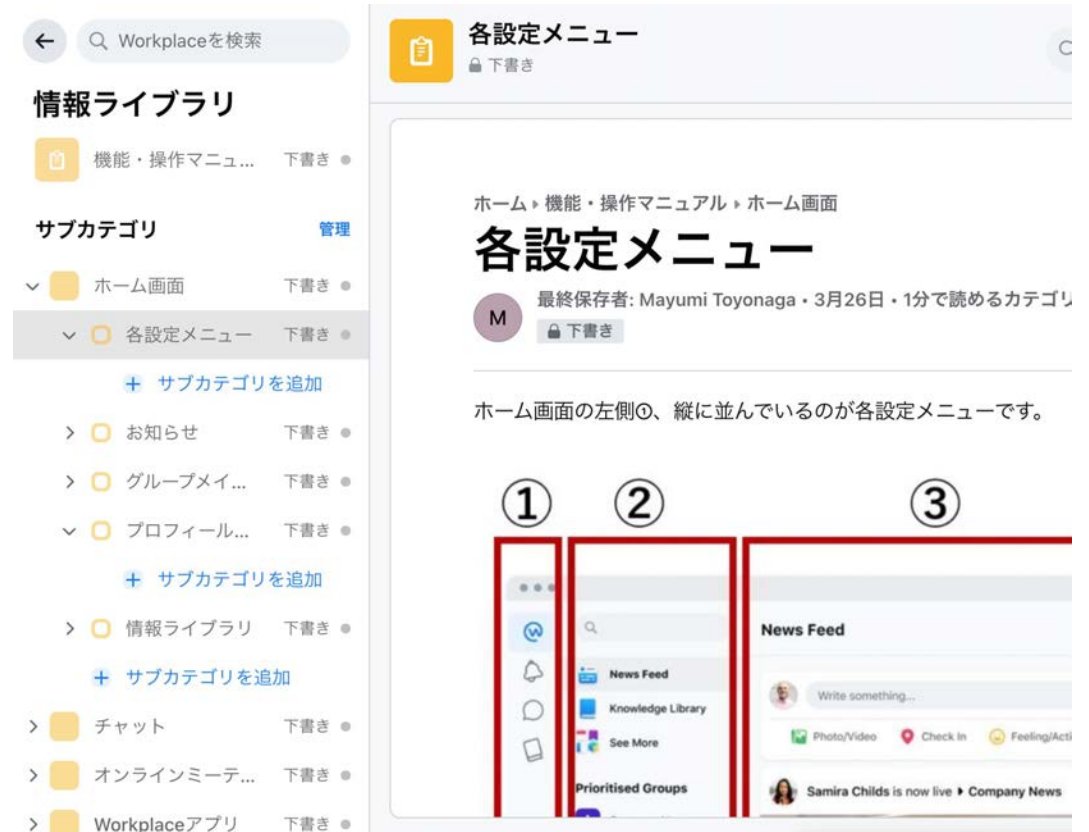 Workplaceを検索
情報ライブラリ
機能・操作マニュ... 下書き
サブカテゴリ 管理
ホーム画面 下書き
各設定メニュー 下書き
+ サブカテゴリを追加
お知らせ 下書き
グループメイ... 下書き
プロフィール... 下書き
+ サブカテゴリを追加
情報ライブラリ 下書き
+ サブカテゴリを追加
チャット 下書き
オンラインミーテ... 下書き
Workplaceアプリ 下書き
各設定メニュー
下書き
ホーム ▸ 機能・操作マニュアル ▸ ホーム画面
各設定メニュー
M
最終保存者: Mayumi Toyonaga・3月26日・1分で読めるカテゴリ
下書き
ホーム画面の左側①、縦に並んでいるのが各設定メニューです。
① ② ③
News Feed
Knowledge Library
See More
Prioritised Groups
News Feed
Write something...
Photo/Video Check In Feeling/Acti
Samira Childs is now live ▸ Company News